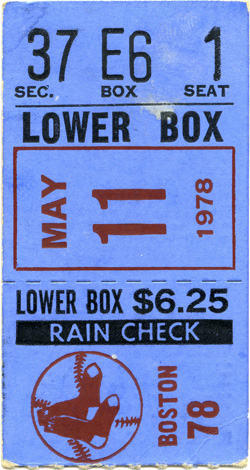 37 E6 1
SEC. BOX SEAT
LOWER BOX
MAY
11
1978
LOWER BOX $6.25
RAIN CHECK
BOSTON
78